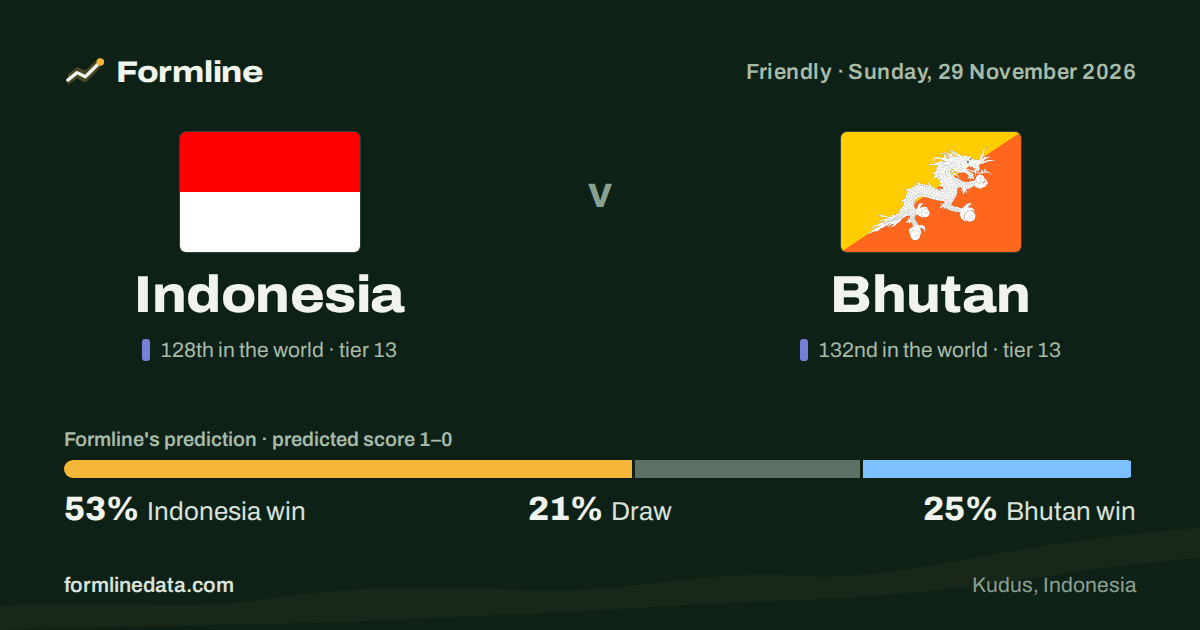 Formline
Friendly · Sunday, 29 November 2026
v
Indonesia
Bhutan
128th in the world · tier 13
132nd in the world · tier 13
Formline's prediction · predicted score 1–0
53% Indonesia win
21% Draw
25% Bhutan win
formlinedata.com
Kudus, Indonesia